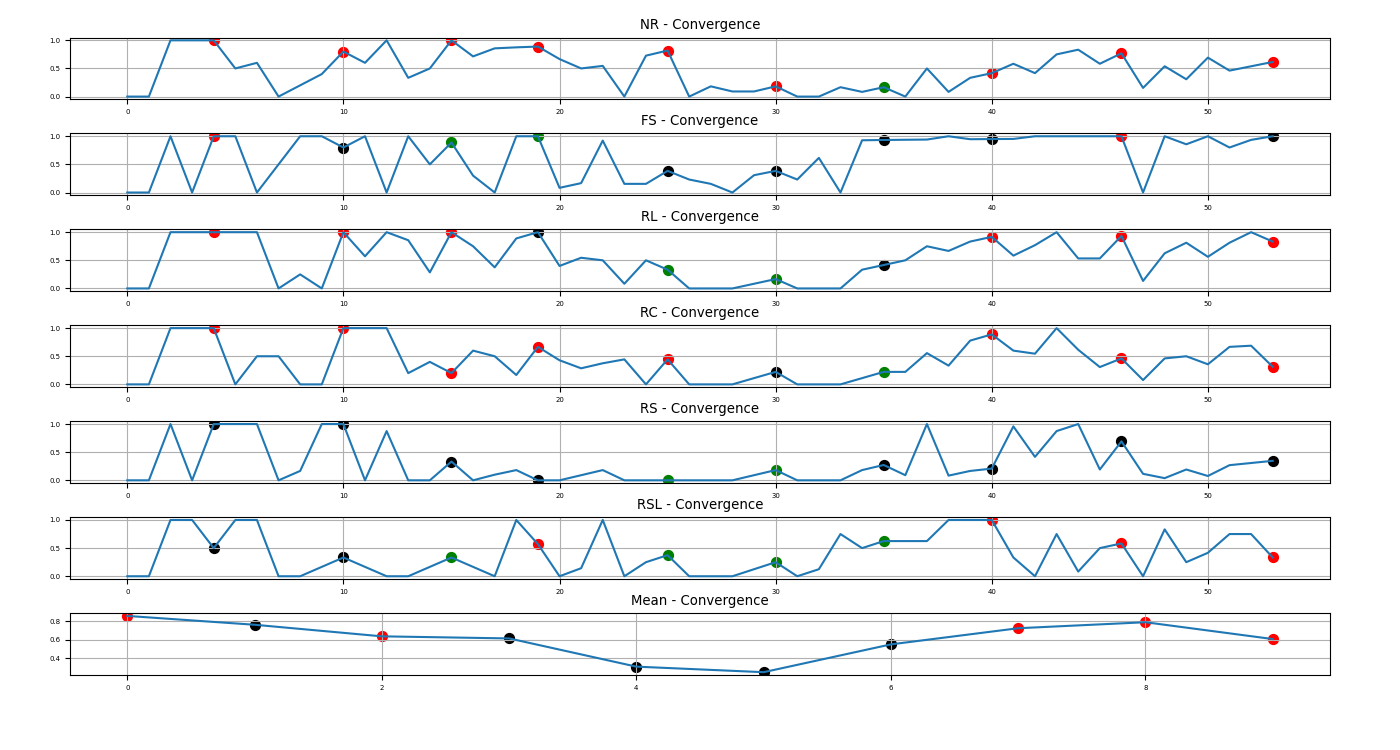 NR - Convergence
1.0
0.5
0.0
0 10 20 30 40 50
FS - Convergence
1.0
0.5
0.0
0 10 20 30 40 50
RL - Convergence
1.0
0.5
0.0
0 10 20 30 40 50
RC - Convergence
1.0
0.5
0.0
0 10 20 30 40 50
RS - Convergence
1.0
0.5
0.0
0 10 20 30 40 50
RSL - Convergence
1.0
0.5
0.0
0 10 20 30 40 50
Mean - Convergence
0.8
0.6
0.4
0 2 4 6 8